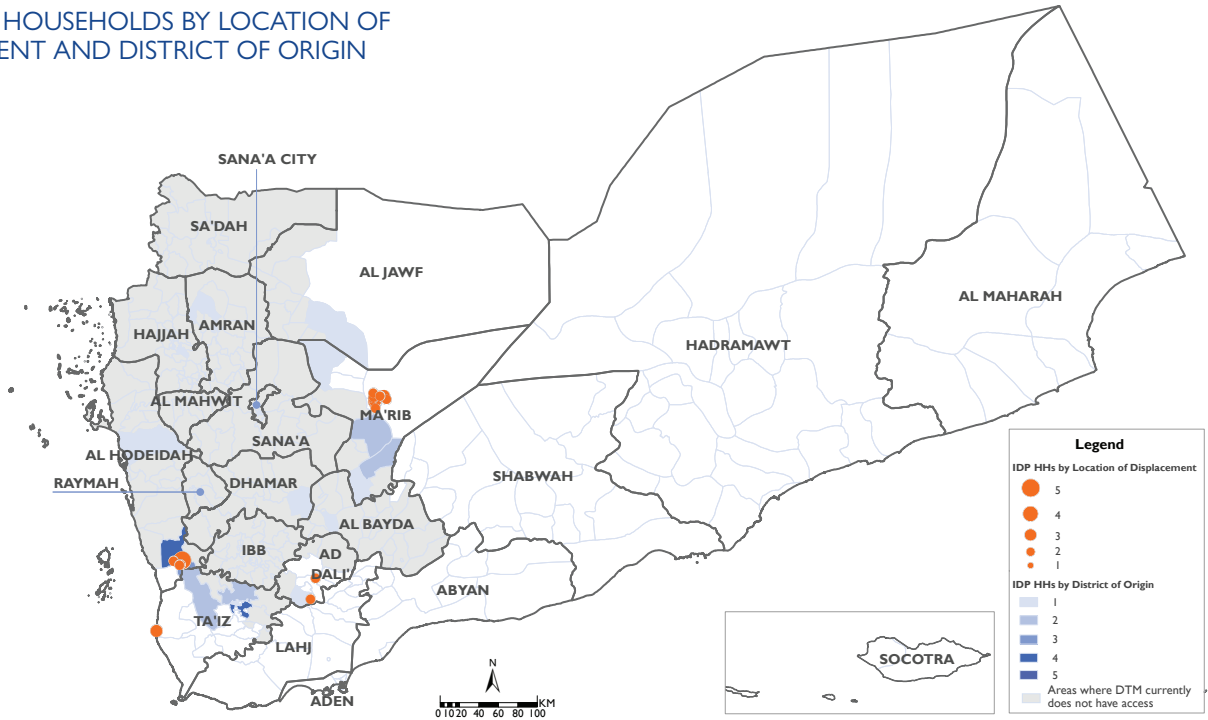 HOUSEHOLDS BY LOCATION OF
ENT AND DISTRICT OF ORIGIN
SANA'A CITY
SA'DAH
AL JAWF
AL MAHARAH
HAJJAH
AMRAN
HADRAMAWT
AL MAHWIT
MA'RIB
SANA'A
AL HODEIDAH
SHABWAH
RAYMAH
DHAMAR
AL BAYDA
IBB
AD
DALI'
ABYAN
TA'IZ
LAHJ
SOCOTRA
ADEN
N
KM
0 10 20 40 60 80 100
Legend
IDP HHs by Location of Displacement
5
4
3
2
1
IDP HHs by District of Origin
1
2
3
4
5
Areas where DTM currently
does not have access